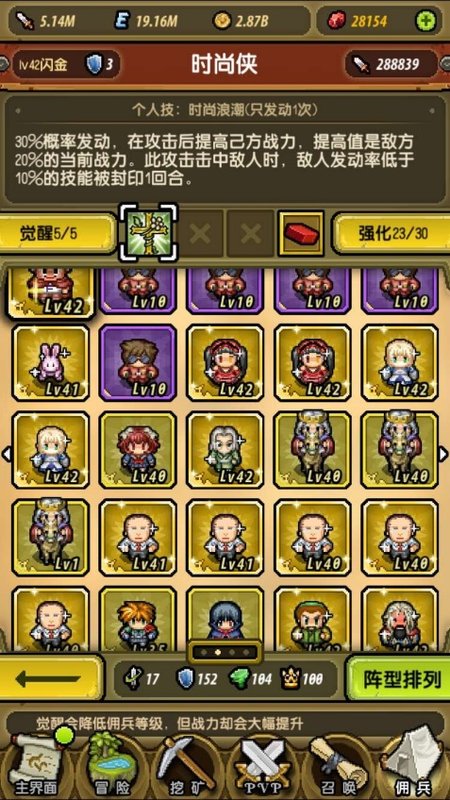 5.14M E 19.16M 2.87B 28154
lv42闪金 3 时尚侠 288839
个人技：时尚浪潮(只发动1次)
30%概率发动，在攻击后提高己方战力，提高值是敌方
20%的当前战力。此攻击击中敌人时，敌人发动率低于
10%的技能被封印1回合。
觉醒5/5 强化23/30
Lv42 Lv10 Lv10 Lv10 Lv10
Lv41 Lv10 Lv42 Lv42 Lv42
Lv42 Lv40 Lv42 Lv40 Lv40
Lv1 Lv41 Lv41 Lv40 Lv40
17 152 104 100 阵型排列
觉醒会降低佣兵等级，但战力却会大幅提升
主界面 冒险 挖矿 PVP 召唤 佣兵